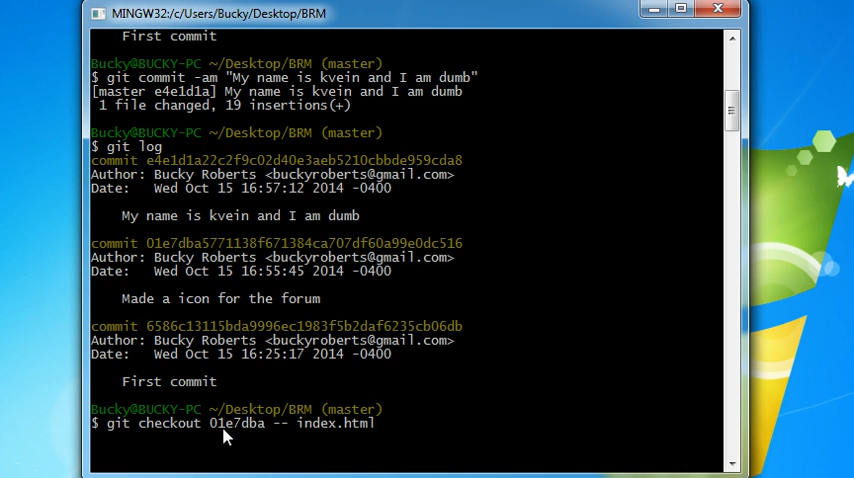 MINGW32:/c/Users/Bucky/Desktop/BRM
First commit
Bucky@BUCKY-PC ~/Desktop/BRM (master)
$ git commit -am "My name is kvein and I am dumb"
[master e4e1d1a] My name is kvein and I am dumb
1 file changed, 19 insertions(+)
Bucky@BUCKY-PC ~/Desktop/BRM (master)
$ git log
commit e4e1d1a22c2f9c02d40e3aeb5210cbbde959cda8
Author: Bucky Roberts <buckyroberts@gmail.com>
Date:   Wed Oct 15 16:57:12 2014 -0400
My name is kvein and I am dumb
commit 01e7dba5771138f671384ca707df60a99e0dc516
Author: Bucky Roberts <buckyroberts@gmail.com>
Date:   Wed Oct 15 16:55:45 2014 -0400
Made a icon for the forum
commit 6586c13115bda9996ec1983f5b2daf6235cb06db
Author: Bucky Roberts <buckyroberts@gmail.com>
Date:   Wed Oct 15 16:25:17 2014 -0400
First commit
Bucky@BUCKY-PC ~/Desktop/BRM (master)
$ git checkout 01e7dba -- index.html